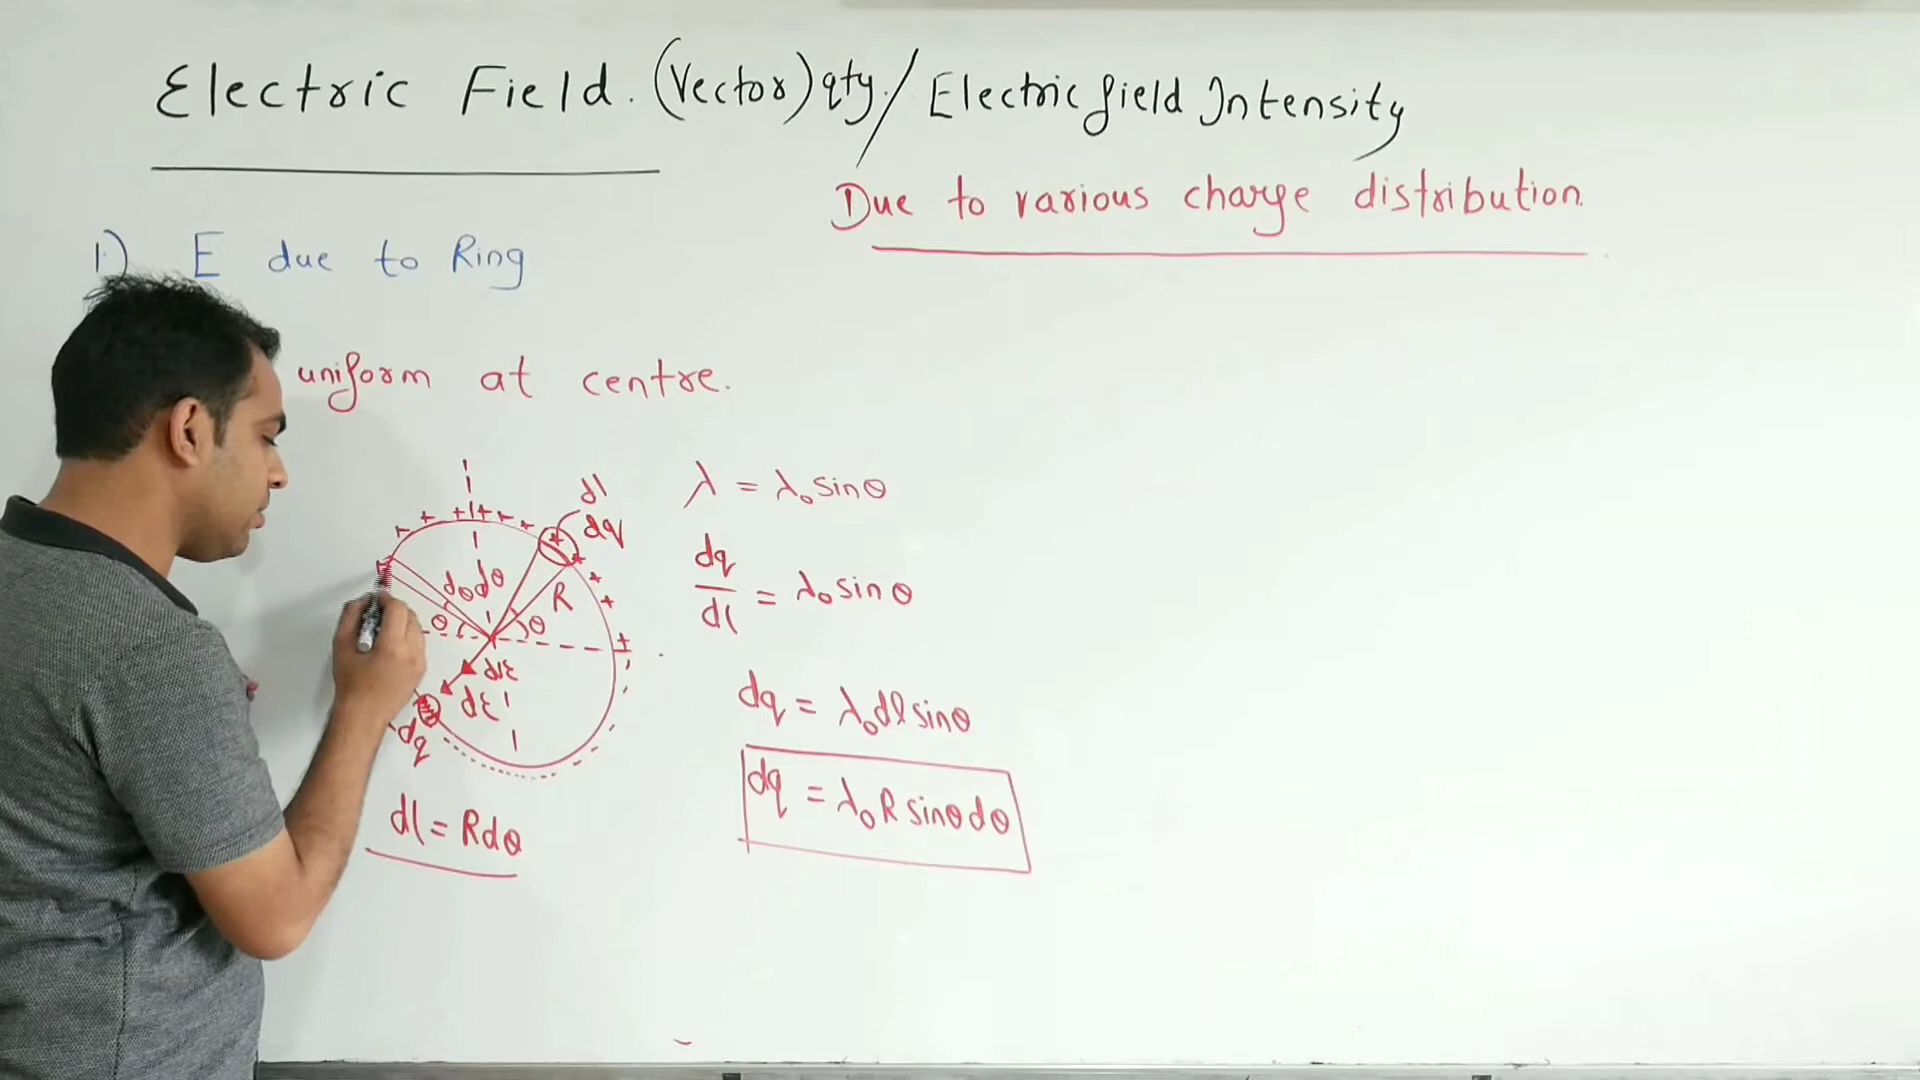 Electric Field. (Vector) qty. / Electric field Intensity
Due to various charge distribution.
1) E due to Ring
uniform at centre.
dl
dq
dθ dθ
R
θ θ
dE
dE
dq
dl = Rdθ
λ = λ₀ sinθ
dq/dl = λ₀ sinθ
dq = λ₀ dl sinθ
dq = λ₀ R sinθ dθ